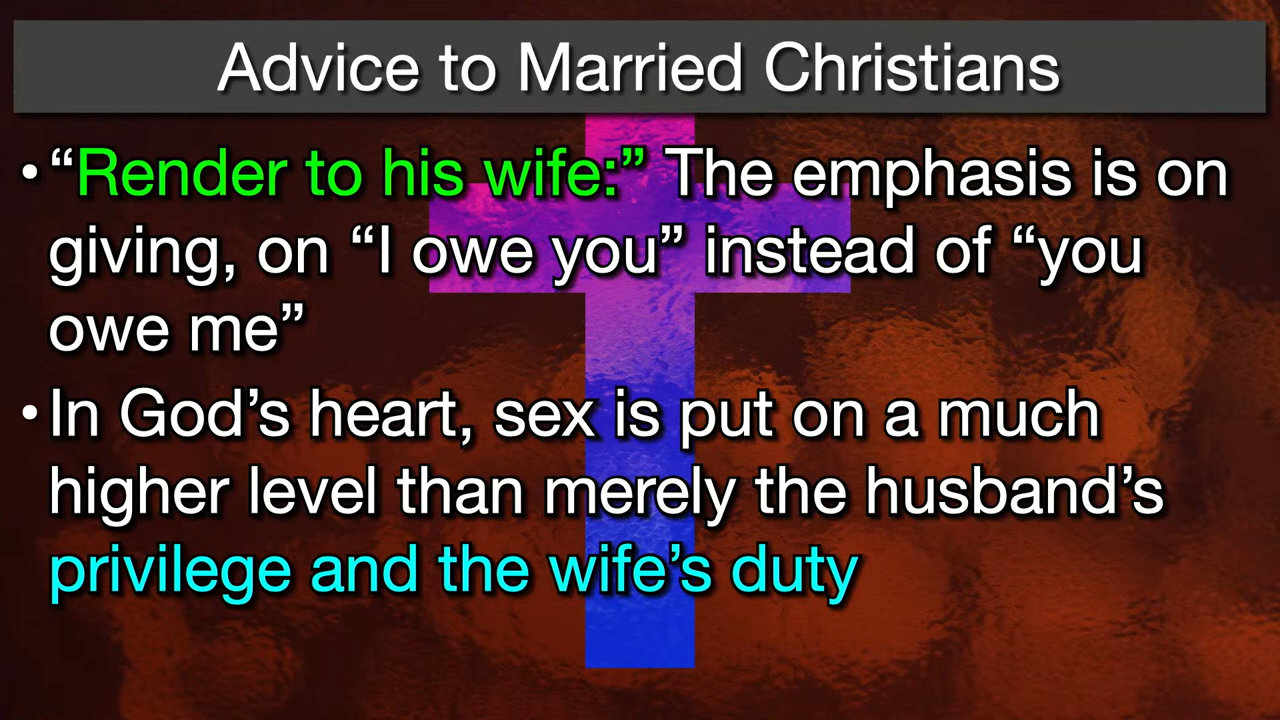 Advice to Married Christians
• “Render to his wife:” The emphasis is on
giving, on “I owe you” instead of “you
owe me”
• In God’s heart, sex is put on a much
higher level than merely the husband’s
privilege and the wife’s duty